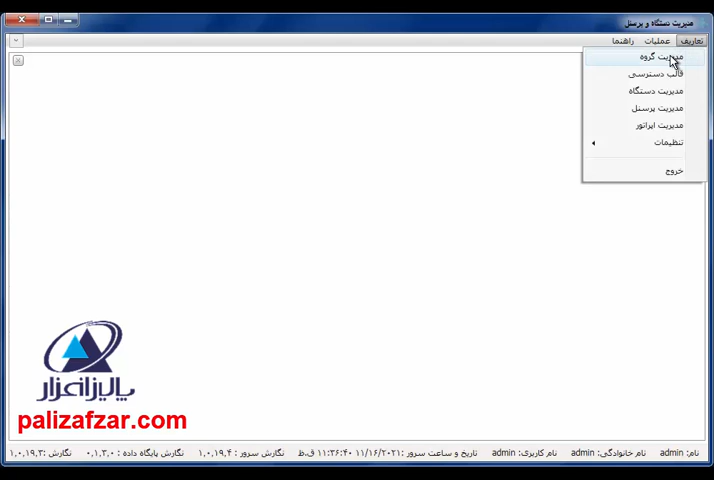 مدیریت دستگاه و پرسنل
تعاریف عملیات راهنما
مدیریت گروه
قالب دسترسی
مدیریت دستگاه
مدیریت پرسنل
مدیریت اپراتور
تنظیمات
خروج
پالیزافزار
palizafzar.com
نام: admin نام خانوادگی: admin نام کاربری: admin تاریخ و ساعت سرور : ۱۱/۱۶/۲۰۲۱ ۱۱:۳۶:۴۰ ق.ظ نگارش سرور : ۱,۰,۱۹,۴ نگارش پایگاه داده : ۰,۱,۳,۰ نگارش :۱,۰,۱۹,۳